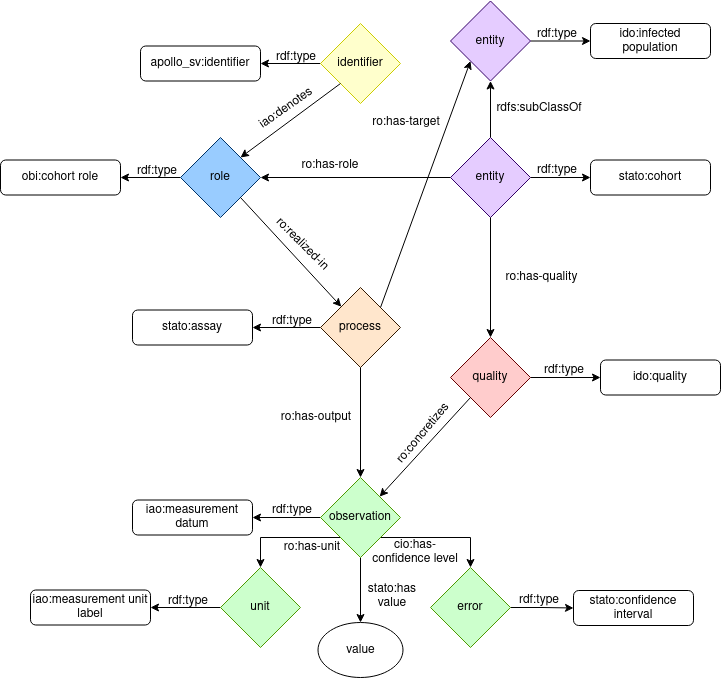 entity
rdf:type
ido:infected
population
apollo_sv:identifier
rdf:type
identifier
iao:denotes
ro:has-target
rdfs:subClassOf
obi:cohort role
rdf:type
role
ro:has-role
entity
rdf:type
stato:cohort
ro:realized-in
ro:has-quality
stato:assay
rdf:type
process
quality
rdf:type
ido:quality
ro:has-output
ro:concretizes
iao:measurement
datum
rdf:type
observation
ro:has-unit
cio:has-
confidence level
iao:measurement unit
label
rdf:type
unit
stato:has
value
error
rdf:type
stato:confidence
interval
value